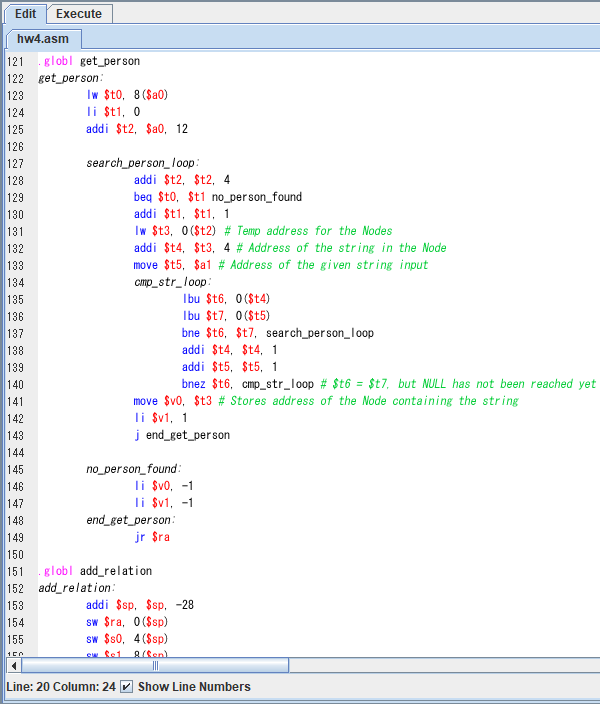 Edit Execute
hw4.asm
121 .globl get_person
122 get_person:
123 lw $t0, 8($a0)
124 li $t1, 0
125 addi $t2, $a0, 12
126
127 search_person_loop:
128 addi $t2, $t2, 4
129 beq $t0, $t1 no_person_found
130 addi $t1, $t1, 1
131 lw $t3, 0($t2) # Temp address for the Nodes
132 addi $t4, $t3, 4 # Address of the string in the Node
133 move $t5, $a1 # Address of the given string input
134 cmp_str_loop:
135 lbu $t6, 0($t4)
136 lbu $t7, 0($t5)
137 bne $t6, $t7, search_person_loop
138 addi $t4, $t4, 1
139 addi $t5, $t5, 1
140 bnez $t6, cmp_str_loop # $t6 = $t7, but NULL has not been reached yet
141 move $v0, $t3 # Stores address of the Node containing the string
142 li $v1, 1
143 j end_get_person
144
145 no_person_found:
146 li $v0, -1
147 li $v1, -1
148 end_get_person:
149 jr $ra
150
151 .globl add_relation
152 add_relation:
153 addi $sp, $sp, -28
154 sw $ra, 0($sp)
155 sw $s0, 4($sp)
156 sw $s1, 8($sp)
Line: 20 Column: 24 Show Line Numbers